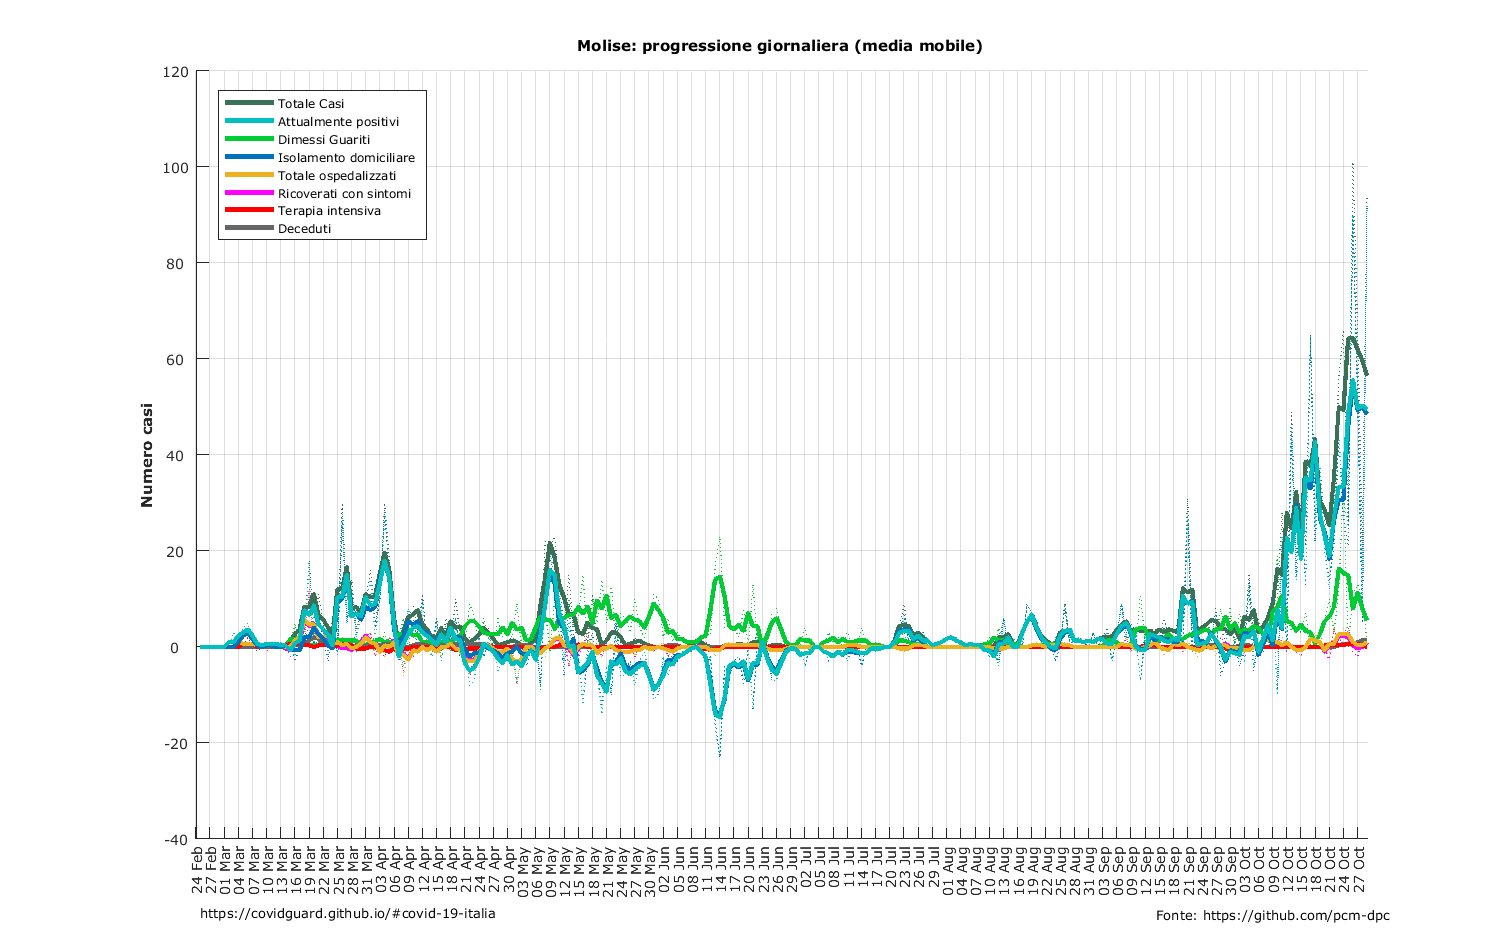 Molise: progressione giornaliera (media mobile)
120
100
80
60
40
20
0
-20
-40
Numero casi
Totale Casi
Attualmente positivi
Dimessi Guariti
Isolamento domiciliare
Totale ospedalizzati
Ricoverati con sintomi
Terapia intensiva
Deceduti
24 Feb
27 Feb
01 Mar
04 Mar
07 Mar
10 Mar
13 Mar
16 Mar
19 Mar
22 Mar
25 Mar
28 Mar
31 Mar
03 Apr
06 Apr
09 Apr
12 Apr
15 Apr
18 Apr
21 Apr
24 Apr
27 Apr
30 Apr
03 May
06 May
09 May
12 May
15 May
18 May
21 May
24 May
27 May
30 May
02 Jun
05 Jun
08 Jun
11 Jun
14 Jun
17 Jun
20 Jun
23 Jun
26 Jun
29 Jun
02 Jul
05 Jul
08 Jul
11 Jul
14 Jul
17 Jul
20 Jul
23 Jul
26 Jul
29 Jul
01 Aug
04 Aug
07 Aug
10 Aug
13 Aug
16 Aug
19 Aug
22 Aug
25 Aug
28 Aug
31 Aug
03 Sep
06 Sep
09 Sep
12 Sep
15 Sep
18 Sep
21 Sep
24 Sep
27 Sep
30 Sep
03 Oct
06 Oct
09 Oct
12 Oct
15 Oct
18 Oct
21 Oct
24 Oct
27 Oct
https://covidguard.github.io/#covid-19-italia
Fonte: https://github.com/pcm-dpc